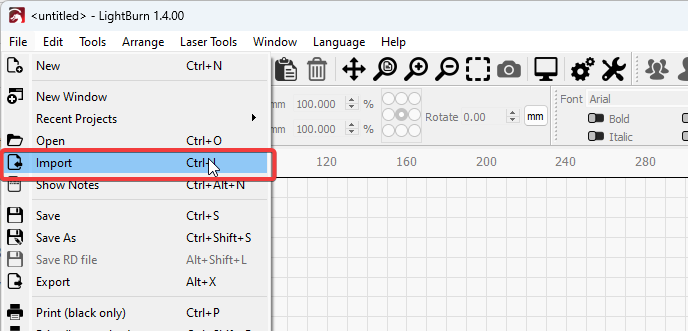 <untitled> - LightBurn 1.4.00
File Edit Tools Arrange Laser Tools Window Language Help
New Ctrl+N
New Window
Recent Projects
Open Ctrl+O
Import
Show Notes Ctrl+Alt+N
Save Ctrl+S
Save As Ctrl+Shift+S
Save RD file Alt+Shift+L
Export Alt+X
Print (black only) Ctrl+P
mm 100.000 %
mm 100.000 %
Rotate 0.00 mm
Font Arial
Bold
Italic
120 160 200 240 280